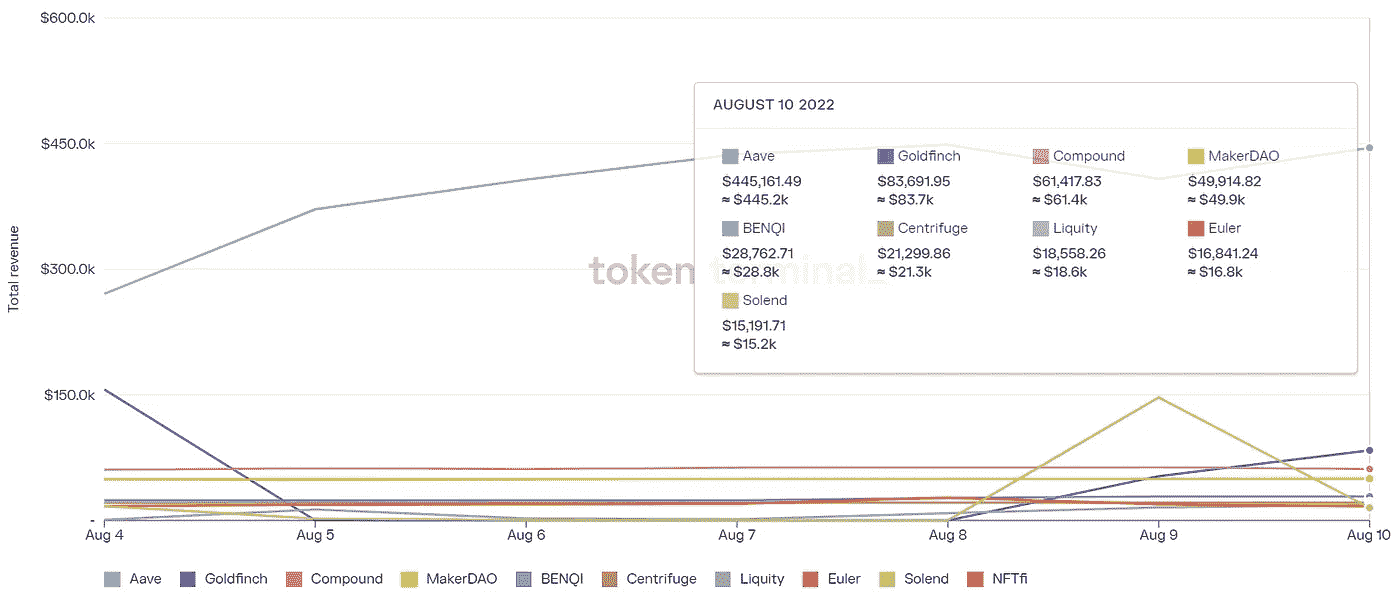 $600.0k
AUGUST 10 2022
$450.0k
Aave Goldfinch Compound MakerDAO
$445,161.49 $83,691.95 $61,417.83 $49,914.82
≈ $445.2k ≈ $83.7k ≈ $61.4k ≈ $49.9k
BENQI Centrifuge Liquity Euler
$28,762.71 $21,299.86 $18,558.26 $16,841.24
≈ $28.8k ≈ $21.3k ≈ $18.6k ≈ $16.8k
Solend
$15,191.71
≈ $15.2k
token terminal_
Total revenue
$300.0k
$150.0k
-
Aug 4 Aug 5 Aug 6 Aug 7 Aug 8 Aug 9 Aug 10
Aave Goldfinch Compound MakerDAO BENQI Centrifuge Liquity Euler Solend NFTfi